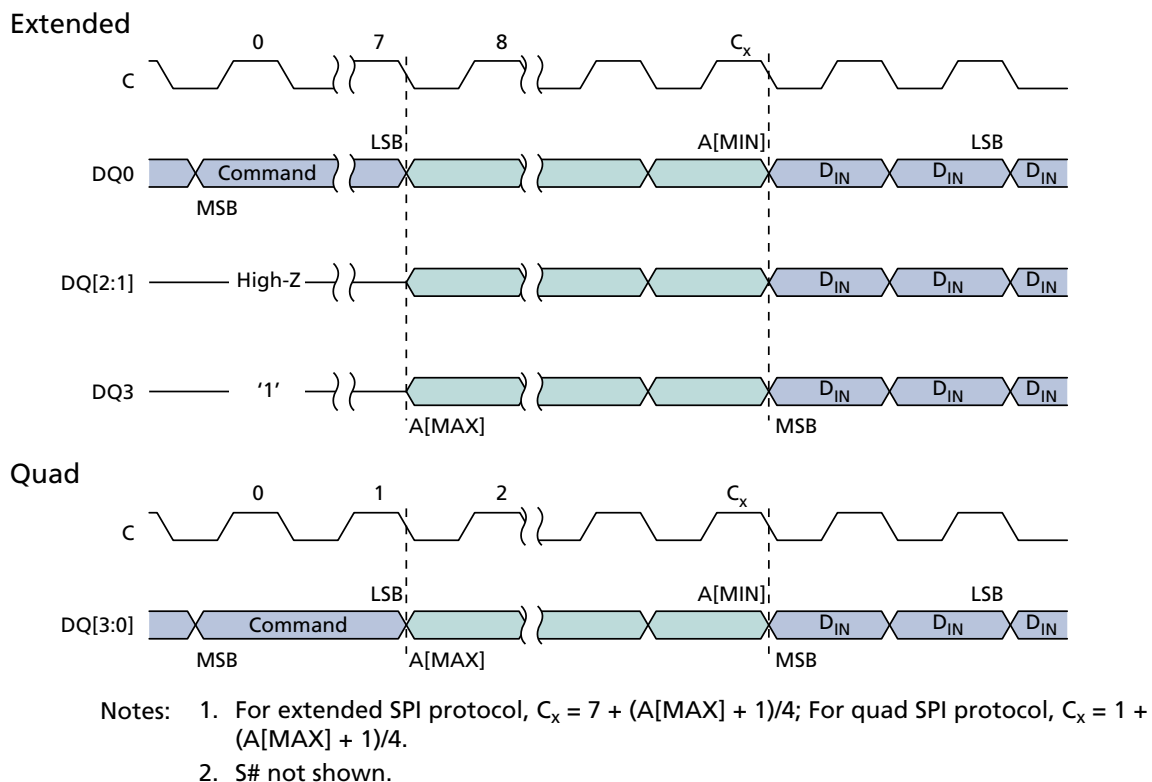 Extended
0 7 8 Cx
C
LSB A[MIN] LSB
DQ0 Command DIN DIN DIN
MSB
DQ[2:1] High-Z DIN DIN DIN
DQ3 '1' DIN DIN DIN
A[MAX] MSB
Quad
0 1 2 Cx
C
LSB A[MIN] LSB
DQ[3:0] Command DIN DIN DIN
MSB A[MAX] MSB
Notes: 1. For extended SPI protocol, Cx = 7 + (A[MAX] + 1)/4; For quad SPI protocol, Cx = 1 +
(A[MAX] + 1)/4.
2. S# not shown.